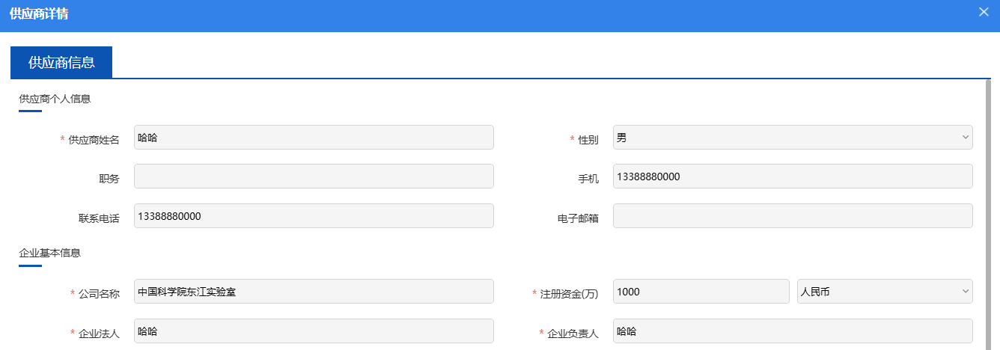 供应商详情
供应商信息
供应商个人信息
* 供应商姓名 哈哈 * 性别 男
职务 手机 13388880000
联系电话 13388880000 电子邮箱
企业基本信息
* 公司名称 中国科学院东江实验室 * 注册资金(万) 1000 人民币
* 企业法人 哈哈 * 企业负责人 哈哈